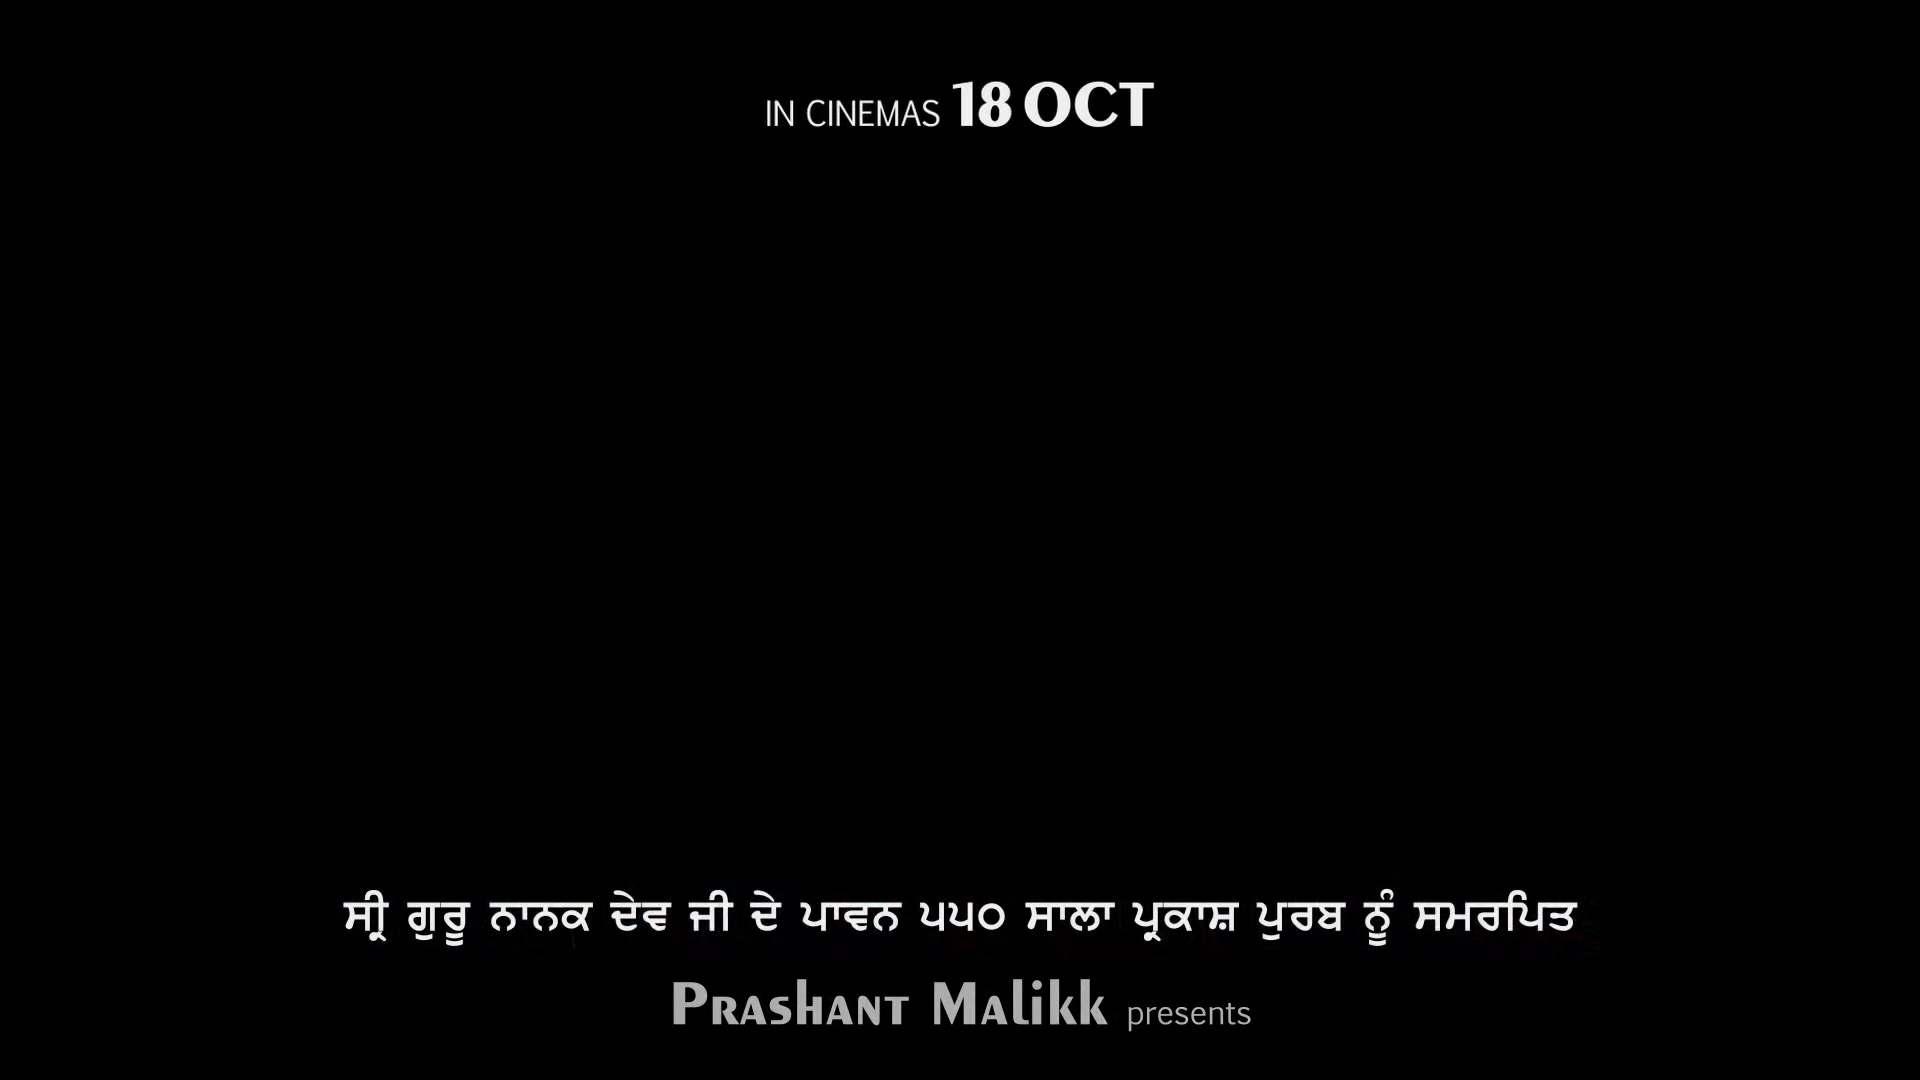 IN CINEMAS 18 OCT
ਸ੍ਰੀ ਗੁਰੂ ਨਾਨਕ ਦੇਵ ਜੀ ਦੇ ਪਾਵਨ ੫੫੦ ਸਾਲਾ ਪ੍ਰਕਾਸ਼ ਪੁਰਬ ਨੂੰ ਸਮਰਪਿਤ
PRASHANT MALIKK presents